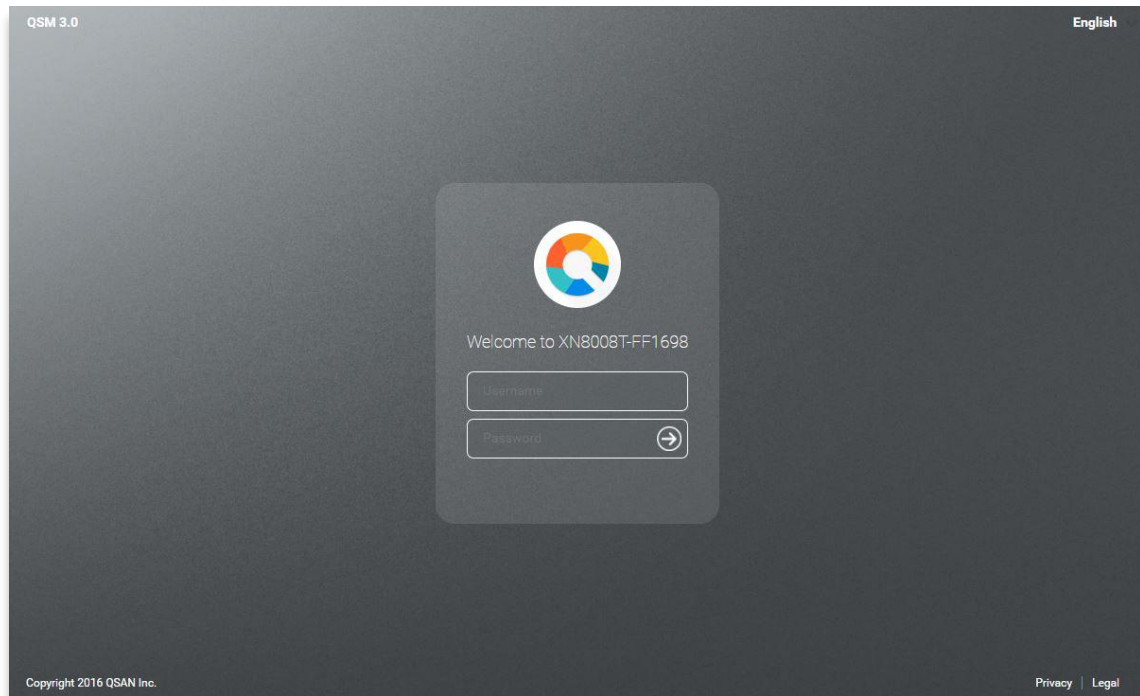 QSM 3.0
English
Welcome to XN8008T-FF1698
Username
Password
Copyright 2016 QSAN Inc.
Privacy | Legal